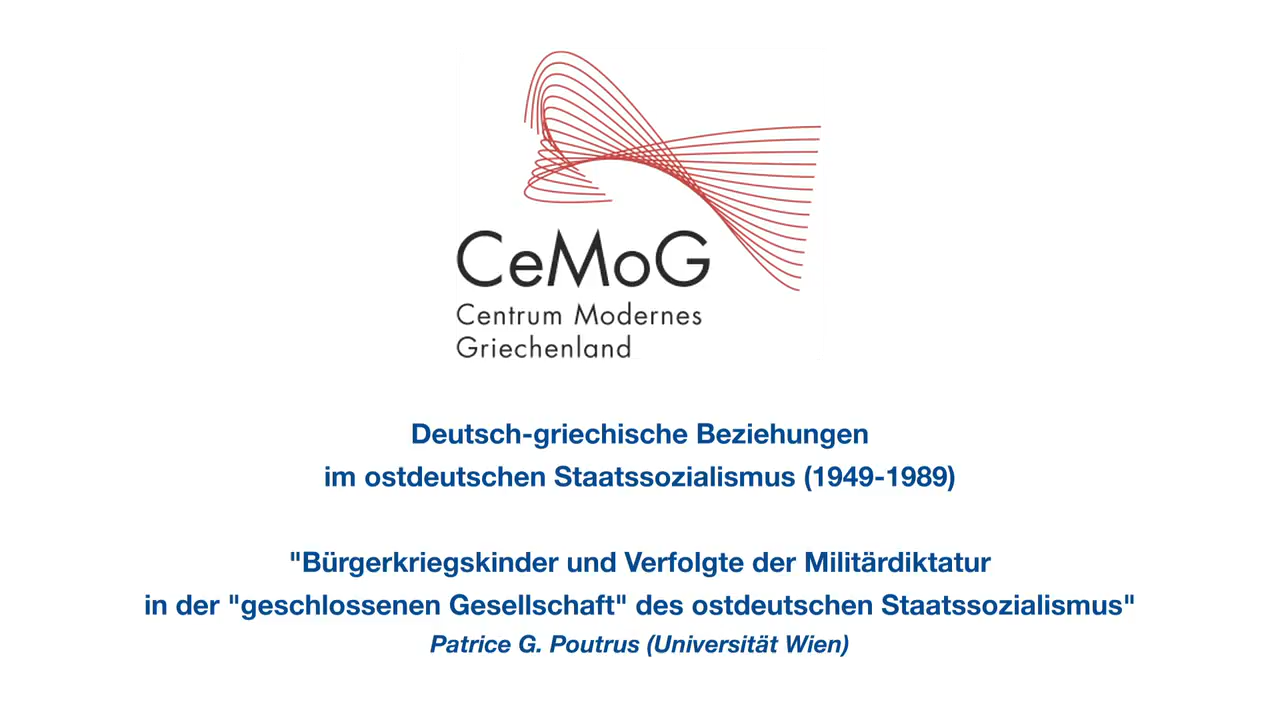 CeMoG
Centrum Modernes
Griechenland
Deutsch-griechische Beziehungen
im ostdeutschen Staatssozialismus (1949-1989)
"Bürgerkriegskinder und Verfolgte der Militärdiktatur
in der "geschlossenen Gesellschaft" des ostdeutschen Staatssozialismus"
Patrice G. Poutrus (Universität Wien)